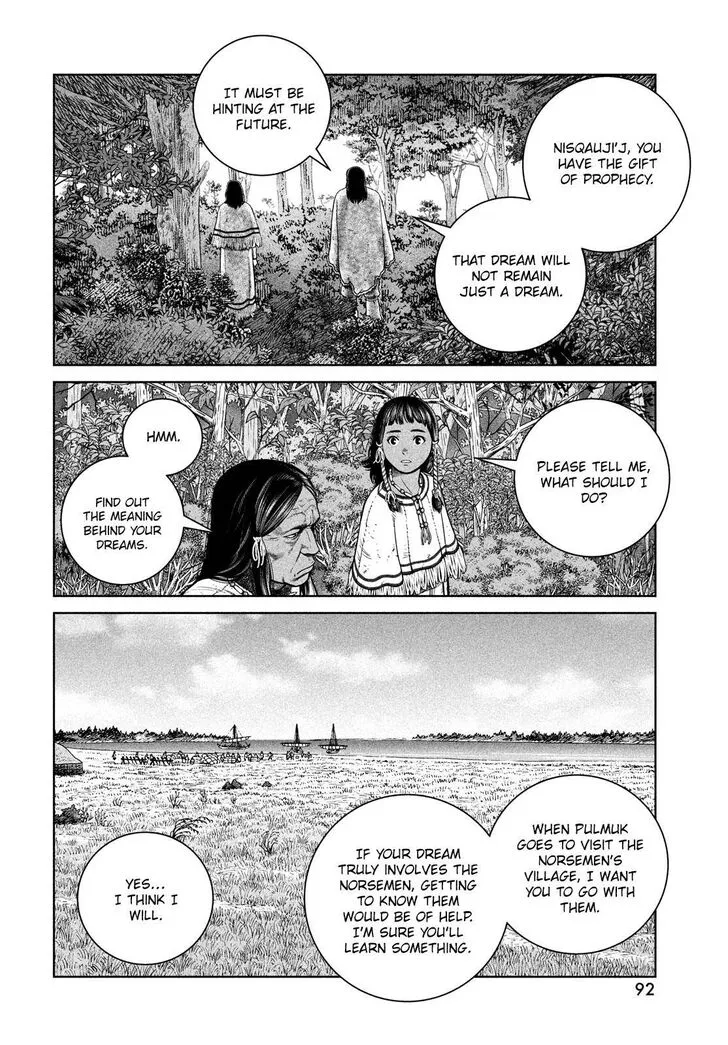 NISQAUJI'J, YOU
HAVE THE GIFT
OF PROPHECY.
THAT DREAM WILL
NOT REMAIN
JUST A DREAM.
IT MUST BE
HINTING AT THE
FUTURE.
PLEASE TELL ME,
WHAT SHOULD I
DO?
HMM.
FIND OUT
THE MEANING
BEHIND YOUR
DREAMS.
WHEN PULMUK
GOES TO VISIT THE
NORSEMEN'S
VILLAGE, I WANT
YOU TO GO WITH
THEM.
IF YOUR DREAM
TRULY INVOLVES THE
NORSEMEN, GETTING
TO KNOW THEM
WOULD BE OF HELP.
I'M SURE YOU'LL
LEARN SOMETHING.
YES...
I THINK I
WILL.
92